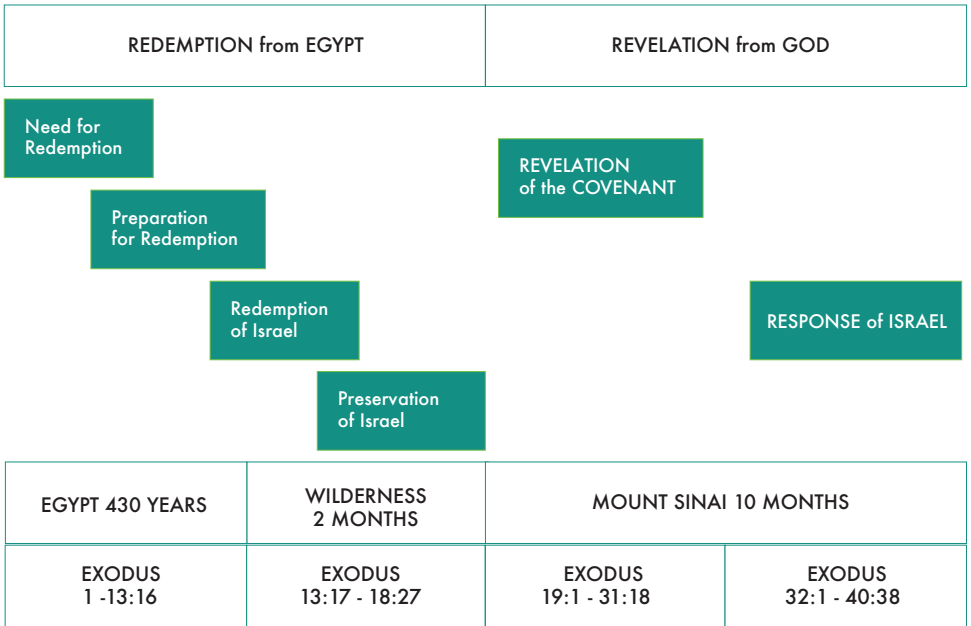 REDEMPTION from EGYPT
REVELATION from GOD
Need for
Redemption
REVELATION
of the COVENANT
Preparation
for Redemption
Redemption
of Israel
RESPONSE of ISRAEL
Preservation
of Israel
EGYPT 430 YEARS
WILDERNESS
2 MONTHS
MOUNT SINAI 10 MONTHS
EXODUS
1 -13:16
EXODUS
13:17 - 18:27
EXODUS
19:1 - 31:18
EXODUS
32:1 - 40:38